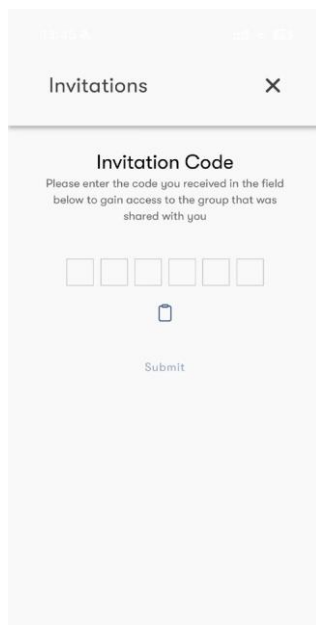 Invitations
Invitation Code
Please enter the code you received in the field
below to gain access to the group that was
shared with you
Submit